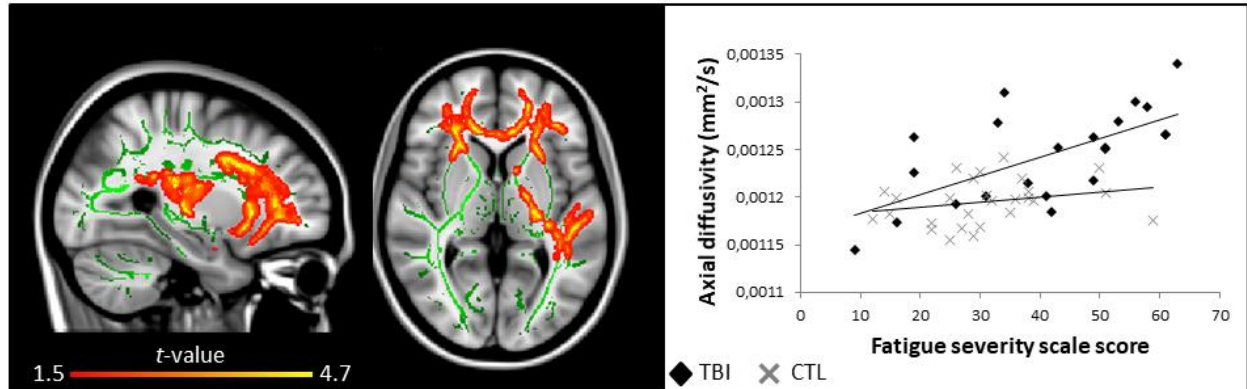 t-value
1.5 4.7
Axial diffusivity (mm²/s)
0,00135
0,0013
0,00125
0,0012
0,00115
0,0011
0 10 20 30 40 50 60 70
Fatigue severity scale score
TBI CTL